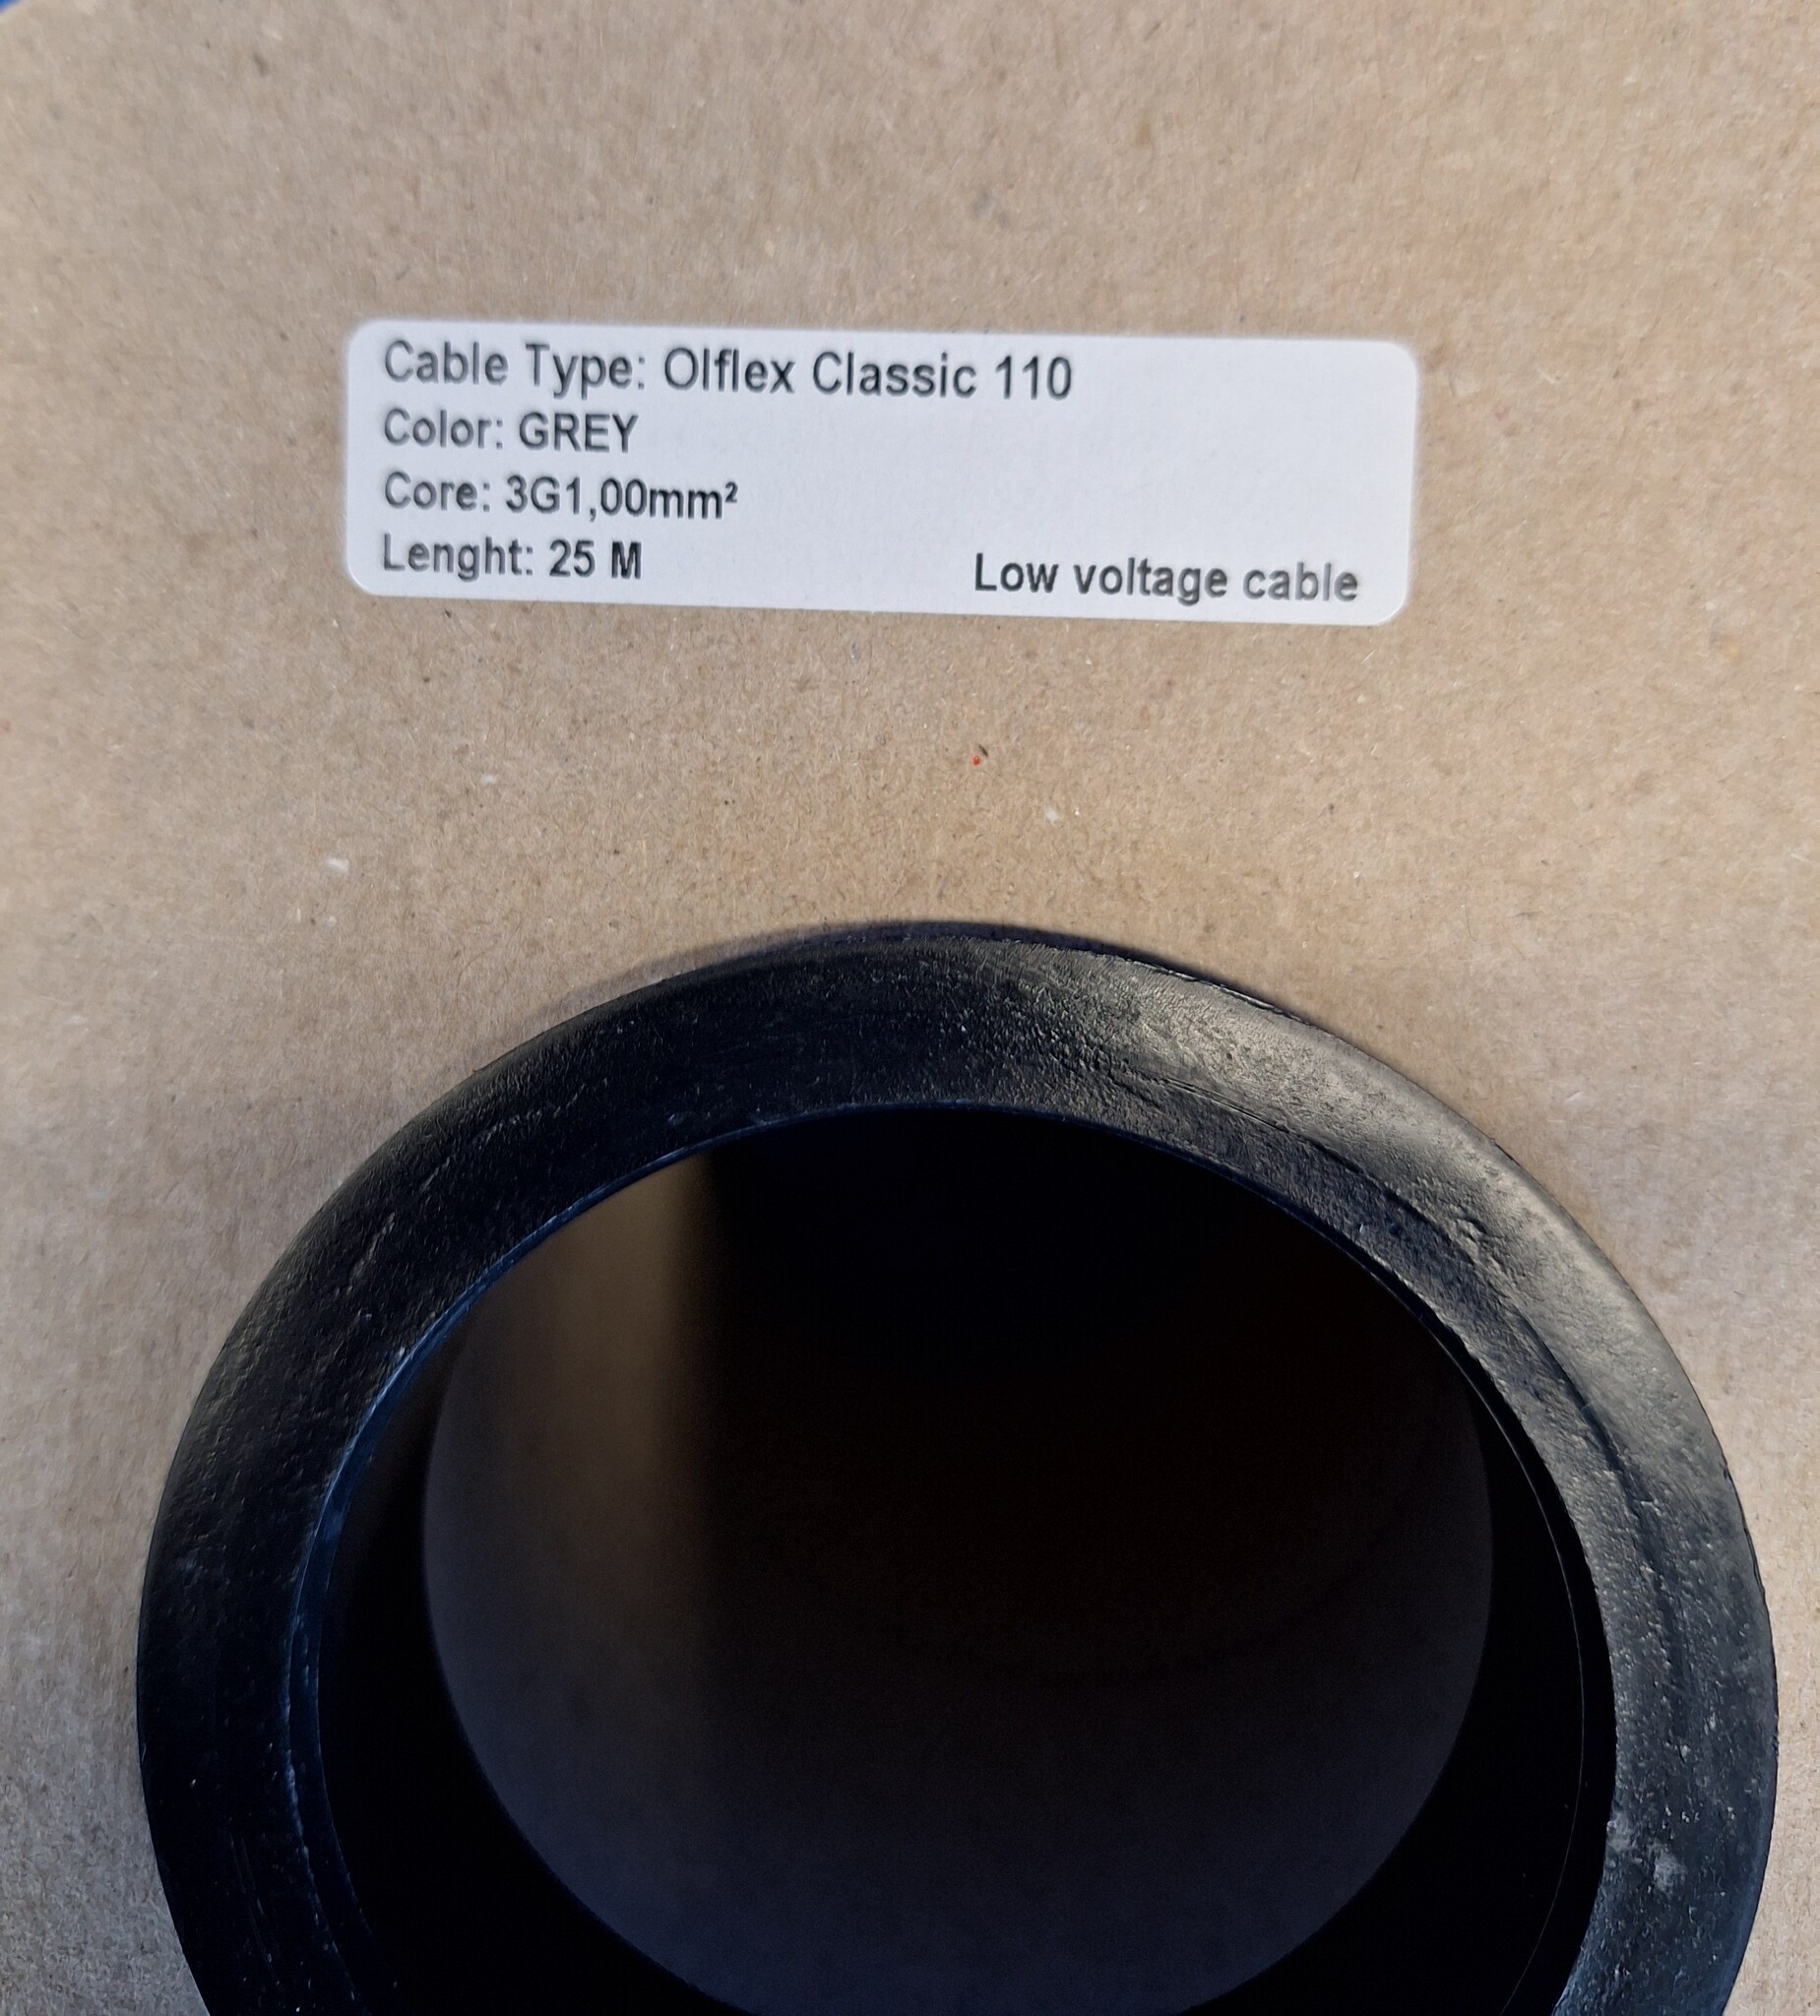 Cable Type: Olflex Classic 110
Color: GREY
Core: 3G1,00mm²
Lenght: 25 M
Low voltage cable